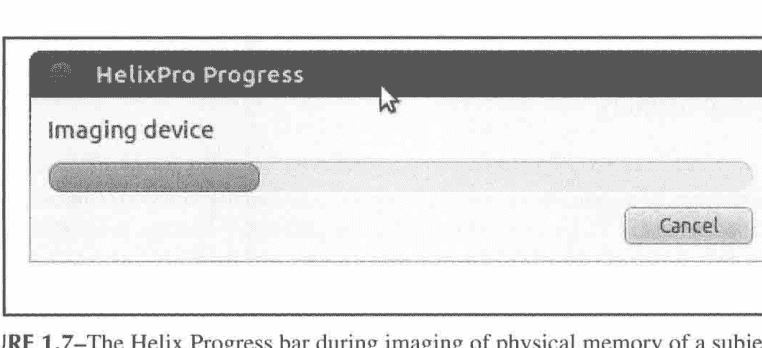 HelixPro Progress
Imaging device
Cancel
URE 1.7–The Helix Progress bar during imaging of physical memory of a subje